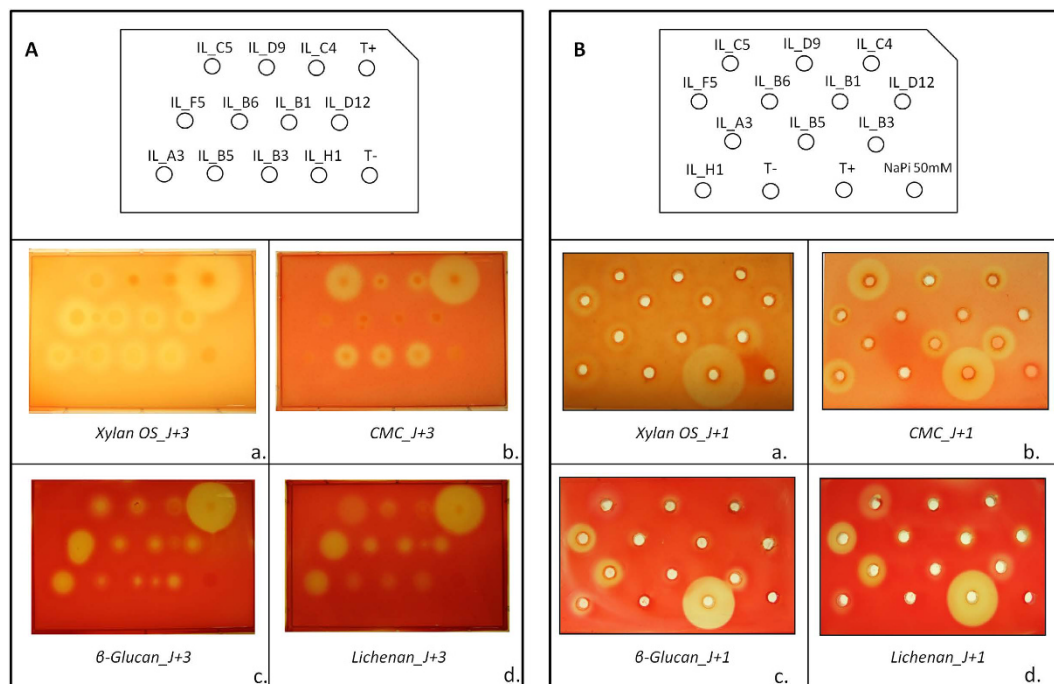 A
IL_C5 IL_D9 IL_C4 T+
IL_F5 IL_B6 IL_B1 IL_D12
IL_A3 IL_B5 IL_B3 IL_H1 T-
Xylan OS_J+3
a.
CMC_J+3
b.
β-Glucan_J+3
c.
Lichenan_J+3
d.
B
IL_C5 IL_D9 IL_C4
IL_F5 IL_B6 IL_B1 IL_D12
IL_A3 IL_B5 IL_B3
IL_H1 T- T+ NaPi 50mM
Xylan OS_J+1
a.
CMC_J+1
b.
β-Glucan_J+1
c.
Lichenan_J+1
d.